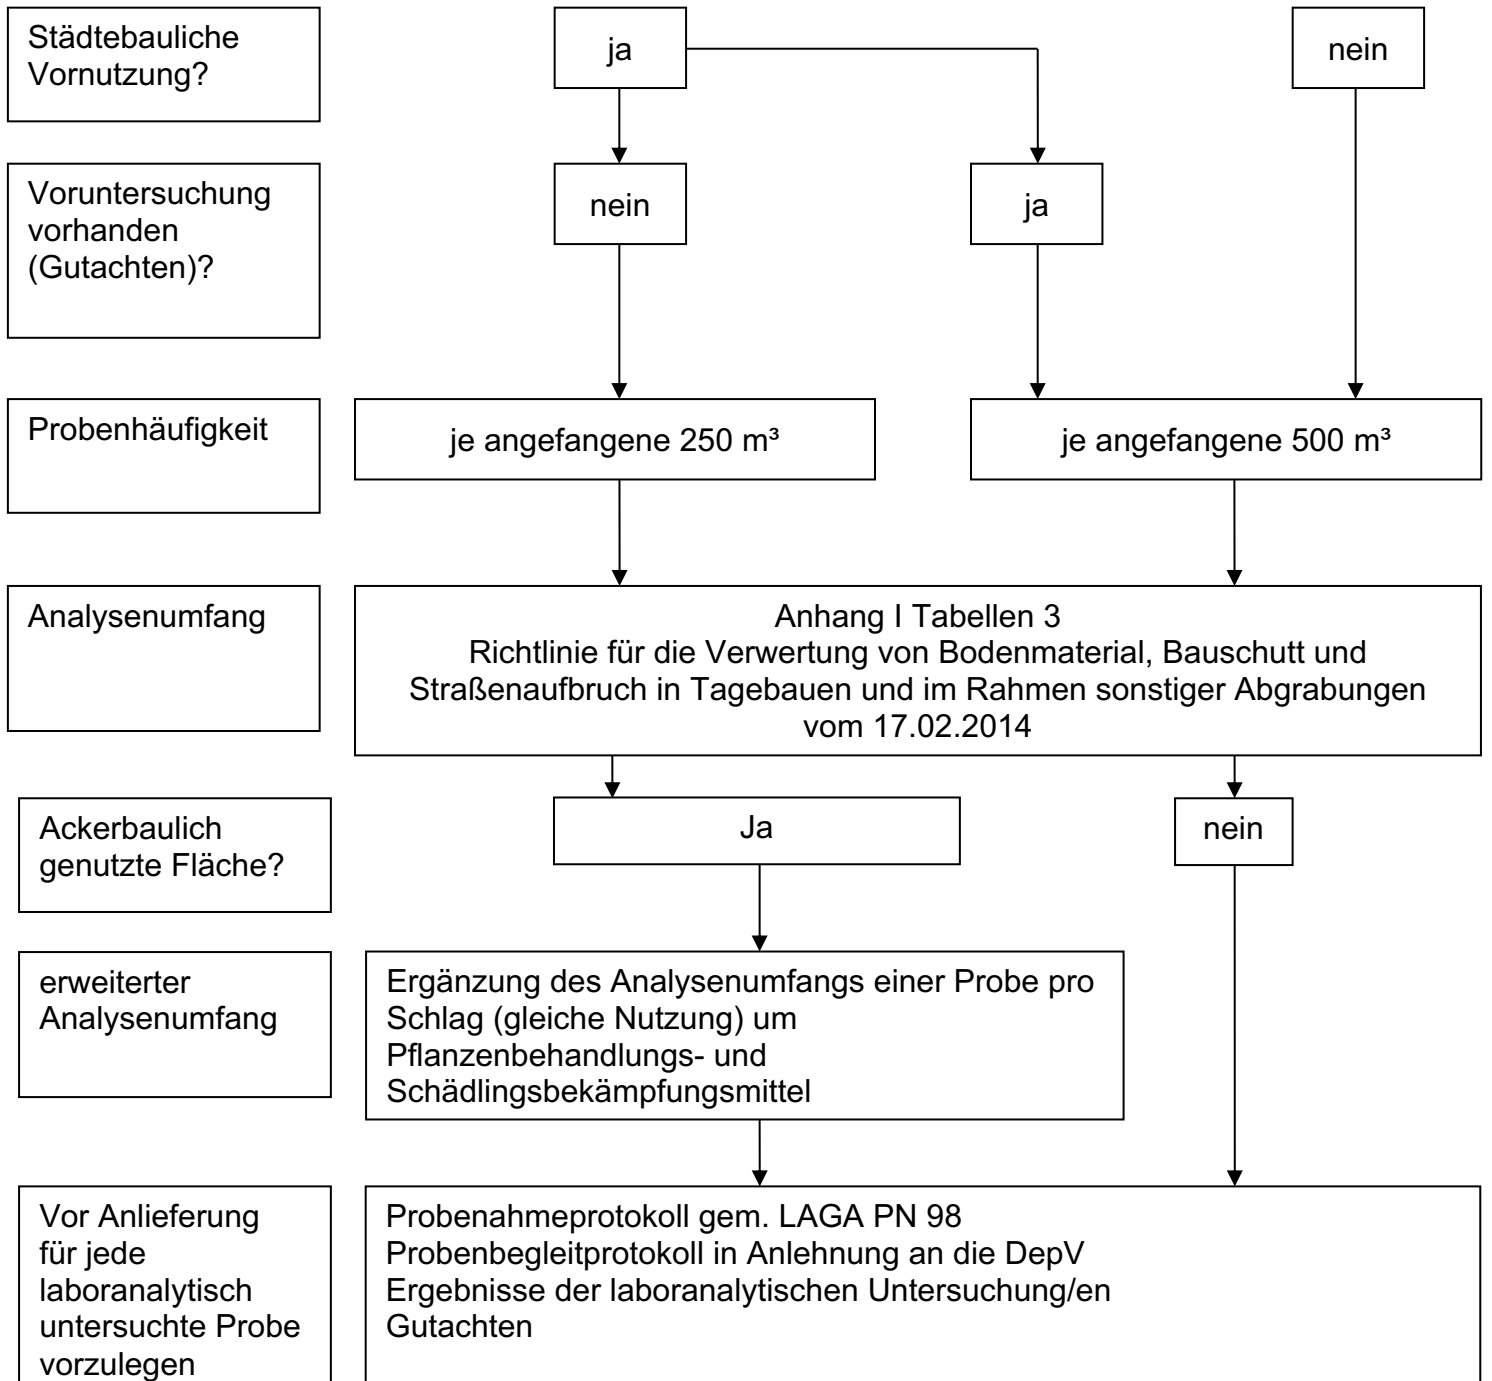 Städtebauliche
Vornutzung?
ja
nein
Voruntersuchung
vorhanden
(Gutachten)?
nein
ja
Probenhäufigkeit
je angefangene 250 m³
je angefangene 500 m³
Analysenumfang
Anhang I Tabellen 3
Richtlinie für die Verwertung von Bodenmaterial, Bauschutt und
Straßenaufbruch in Tagebauen und im Rahmen sonstiger Abgrabungen
vom 17.02.2014
Ackerbaulich
genutzte Fläche?
Ja
nein
erweiterter
Analysenumfang
Ergänzung des Analysenumfangs einer Probe pro
Schlag (gleiche Nutzung) um
Pflanzenbehandlungs- und
Schädlingsbekämpfungsmittel
Vor Anlieferung
für jede
laboranalytisch
untersuchte Probe
vorzulegen
Probenahmeprotokoll gem. LAGA PN 98
Probenbegleitprotokoll in Anlehnung an die DepV
Ergebnisse der laboranalytischen Untersuchung/en
Gutachten